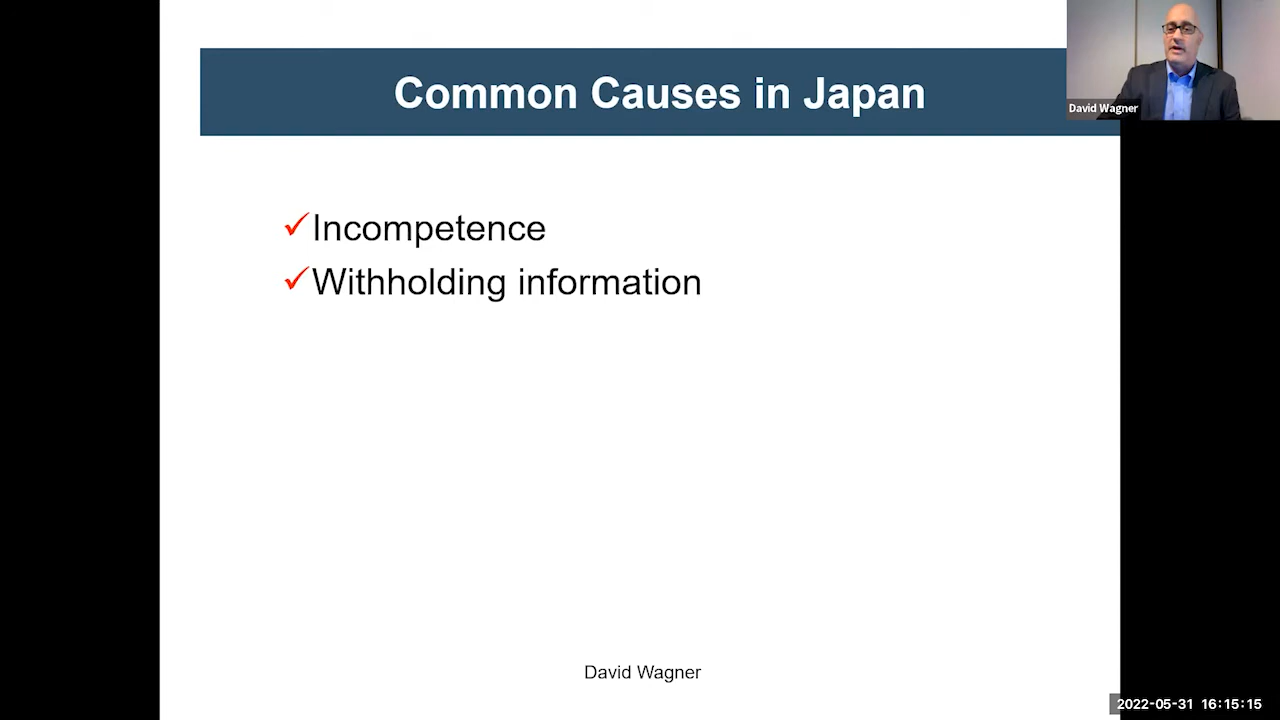 Common Causes in Japan
David Wagner
✓Incompetence
✓Withholding information
David Wagner
2022-05-31 16:15:15